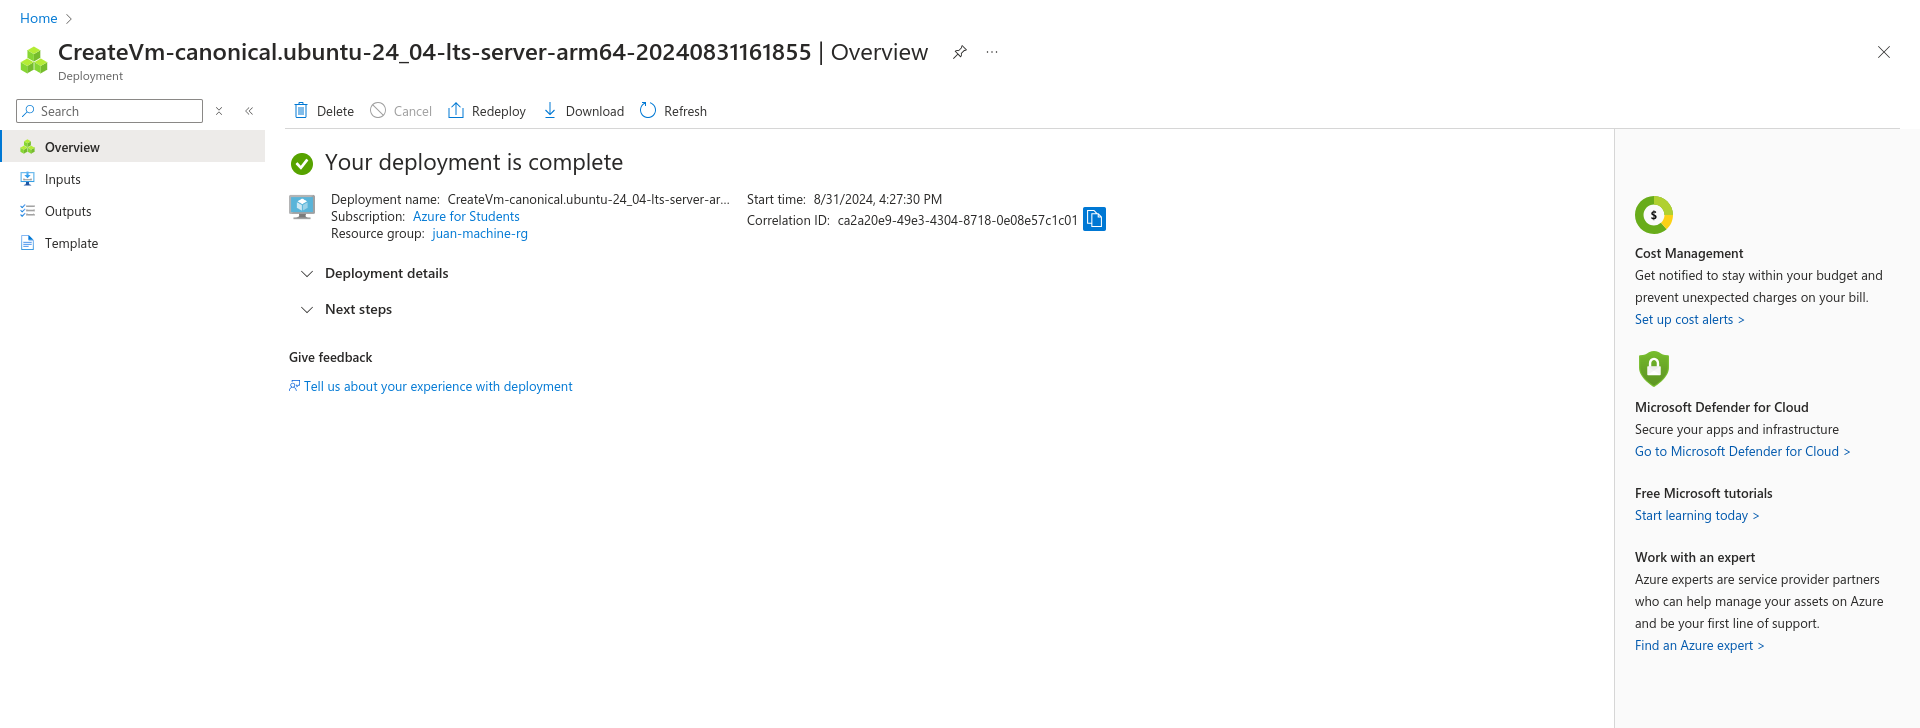 Home
CreateVm-canonical.ubuntu-24_04-lts-server-arm64-20240831161855 | Overview
Deployment
Search
Overview
Inputs
Outputs
Template
Delete
Cancel
Redeploy
Download
Refresh
Your deployment is complete
Deployment name: CreateVm-canonical.ubuntu-24_04-lts-server-ar...
Subscription: Azure for Students
Resource group: juan-machine-rg
Start time: 8/31/2024, 4:27:30 PM
Correlation ID: ca2a20e9-49e3-4304-8718-0e08e57c1c01
Deployment details
Next steps
Give feedback
Tell us about your experience with deployment
$
Cost Management
Get notified to stay within your budget and
prevent unexpected charges on your bill.
Set up cost alerts >
Microsoft Defender for Cloud
Secure your apps and infrastructure
Go to Microsoft Defender for Cloud >
Free Microsoft tutorials
Start learning today >
Work with an expert
Azure experts are service provider partners
who can help manage your assets on Azure
and be your first line of support.
Find an Azure expert >